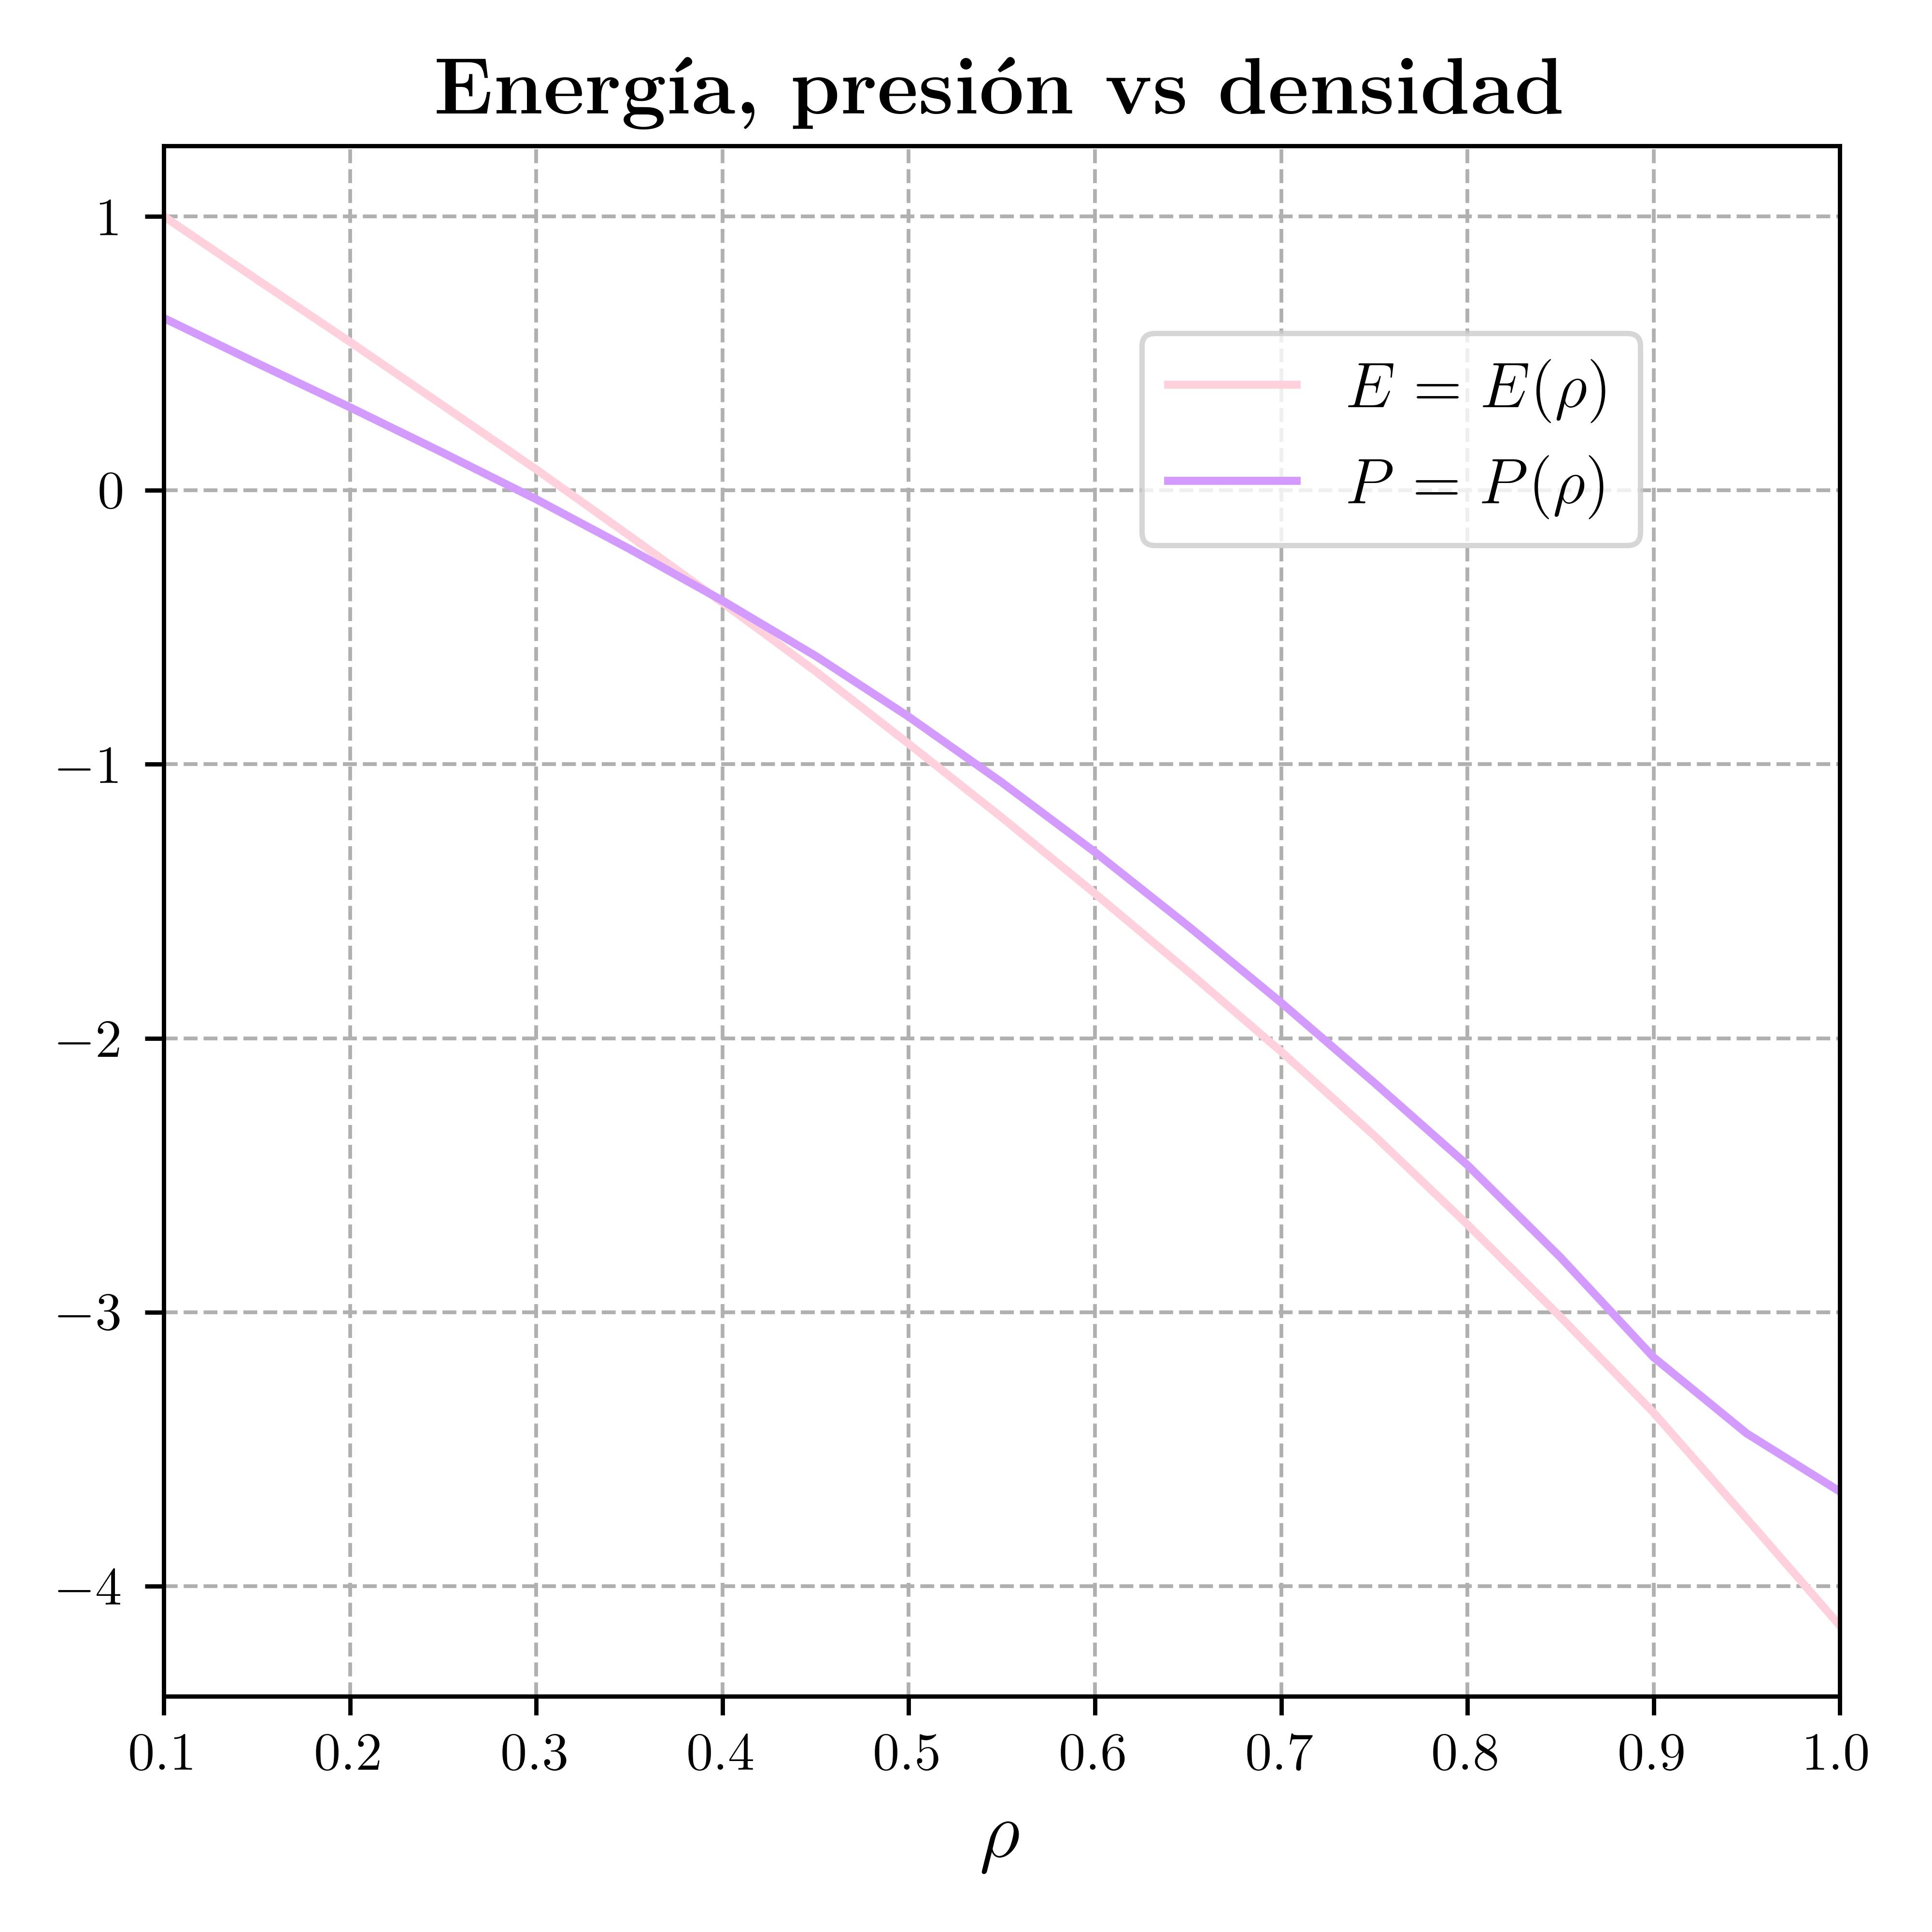 Energía, presión vs densidad
1
0
−1
−2
−3
−4
E = E(ρ)
P = P(ρ)
0.1 0.2 0.3 0.4 0.5 0.6 0.7 0.8 0.9 1.0
ρ